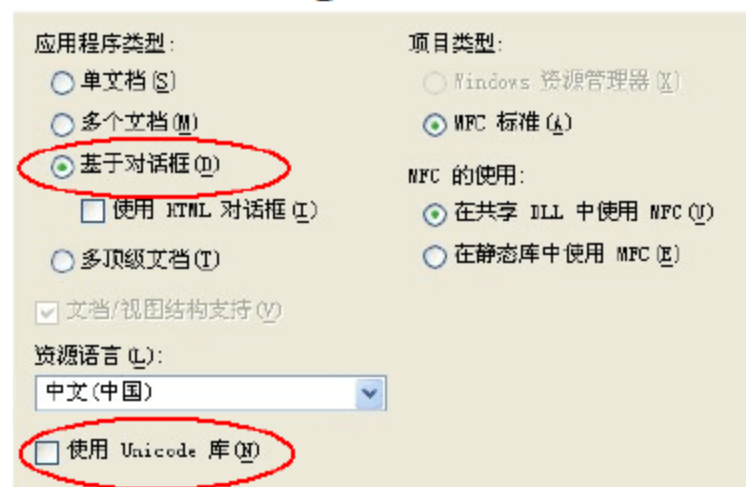 应用程序类型:
单文档(S)
多个文档(M)
基于对话框(D)
使用 HTML 对话框(I)
多顶级文档(T)
文档/视图结构支持(V)
资源语言(L):
中文(中国)
使用 Unicode 库(N)
项目类型:
Windows 资源管理器(X)
MFC 标准(A)
MFC 的使用:
在共享 DLL 中使用 MFC(U)
在静态库中使用 MFC(E)